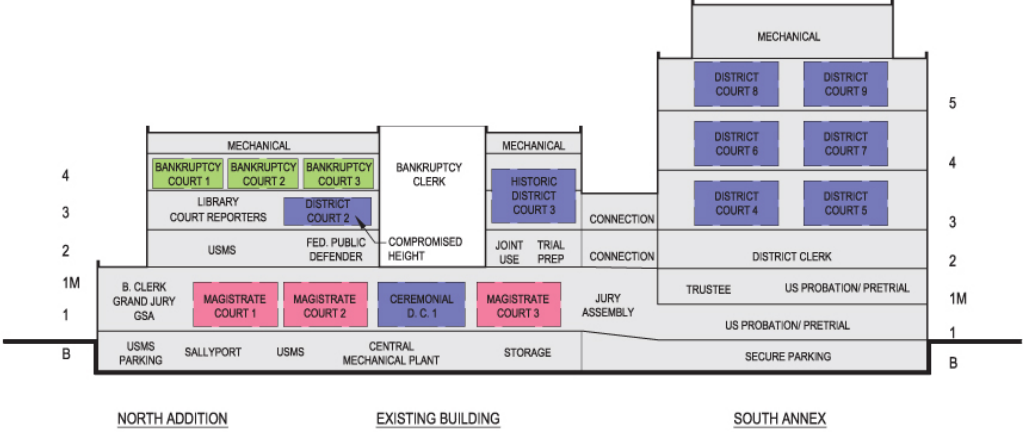 MECHANICAL
DISTRICT
COURT 8
DISTRICT
COURT 9
5
MECHANICAL
BANKRUPTCY
COURT 1
BANKRUPTCY
COURT 2
BANKRUPTCY
COURT 3
BANKRUPTCY
CLERK
MECHANICAL
HISTORIC
DISTRICT
COURT 3
DISTRICT
COURT 6
DISTRICT
COURT 7
4
4
3
LIBRARY
COURT REPORTERS
DISTRICT
COURT 2
CONNECTION
DISTRICT
COURT 4
DISTRICT
COURT 5
3
2
USMS
FED. PUBLIC
DEFENDER
COMPROMISED
HEIGHT
JOINT
USE
TRIAL
PREP
CONNECTION
DISTRICT CLERK
2
1M
1
B. CLERK
GRAND JURY
GSA
MAGISTRATE
COURT 1
MAGISTRATE
COURT 2
CEREMONIAL
D. C. 1
MAGISTRATE
COURT 3
JURY
ASSEMBLY
TRUSTEE
US PROBATION/ PRETRIAL
1M
US PROBATION/ PRETRIAL
1
B
USMS
PARKING
SALLYPORT
USMS
CENTRAL
MECHANICAL PLANT
STORAGE
SECURE PARKING
B
NORTH ADDITION
EXISTING BUILDING
SOUTH ANNEX